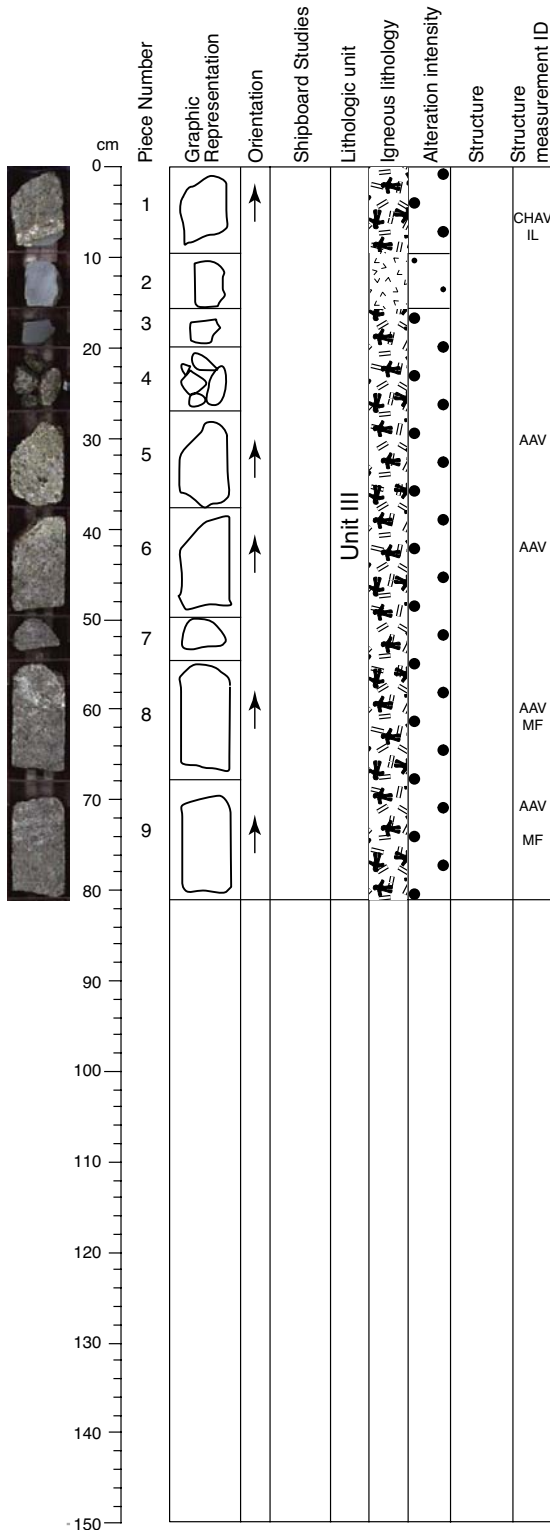 cm
Piece Number
Graphic
Representation
Orientation
Shipboard Studies
Lithologic unit
Igneous lithology
Alteration intensity
Structure
Structure
measurement ID
0
10
20
30
40
50
60
70
80
90
100
110
120
130
140
150
1
2
3
4
5
6
7
8
9
Unit III
CHAV
IL
AAV
AAV
AAV
MF
AAV
MF